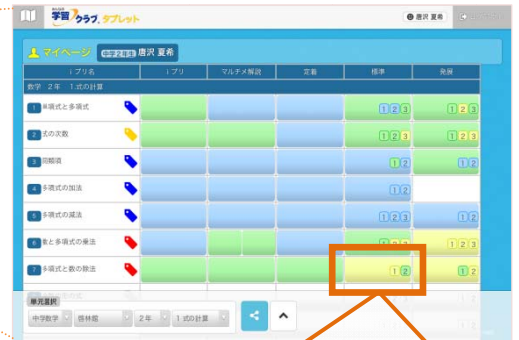 学習クラブ.タブレット
唐沢 夏希
マイページ 中学2年生 唐沢 夏希
iプリ名 iプリ マルチメ解説 定着 標準 発展
数学 2年 1.式の計算
1 単項式と多項式 1 2 3 1 2 3
2 式の次数 1 2 3 1 2 3
3 同類項 1 2 1 2
4 多項式の加法 1 2
5 多項式の減法 1 2 3 1 2
6 数と多項式の乗法 1 2 3 1 2 3
7 多項式と数の除法 1 2 1 2
単元選択
中学数学 啓林館 2年 1 式の計算